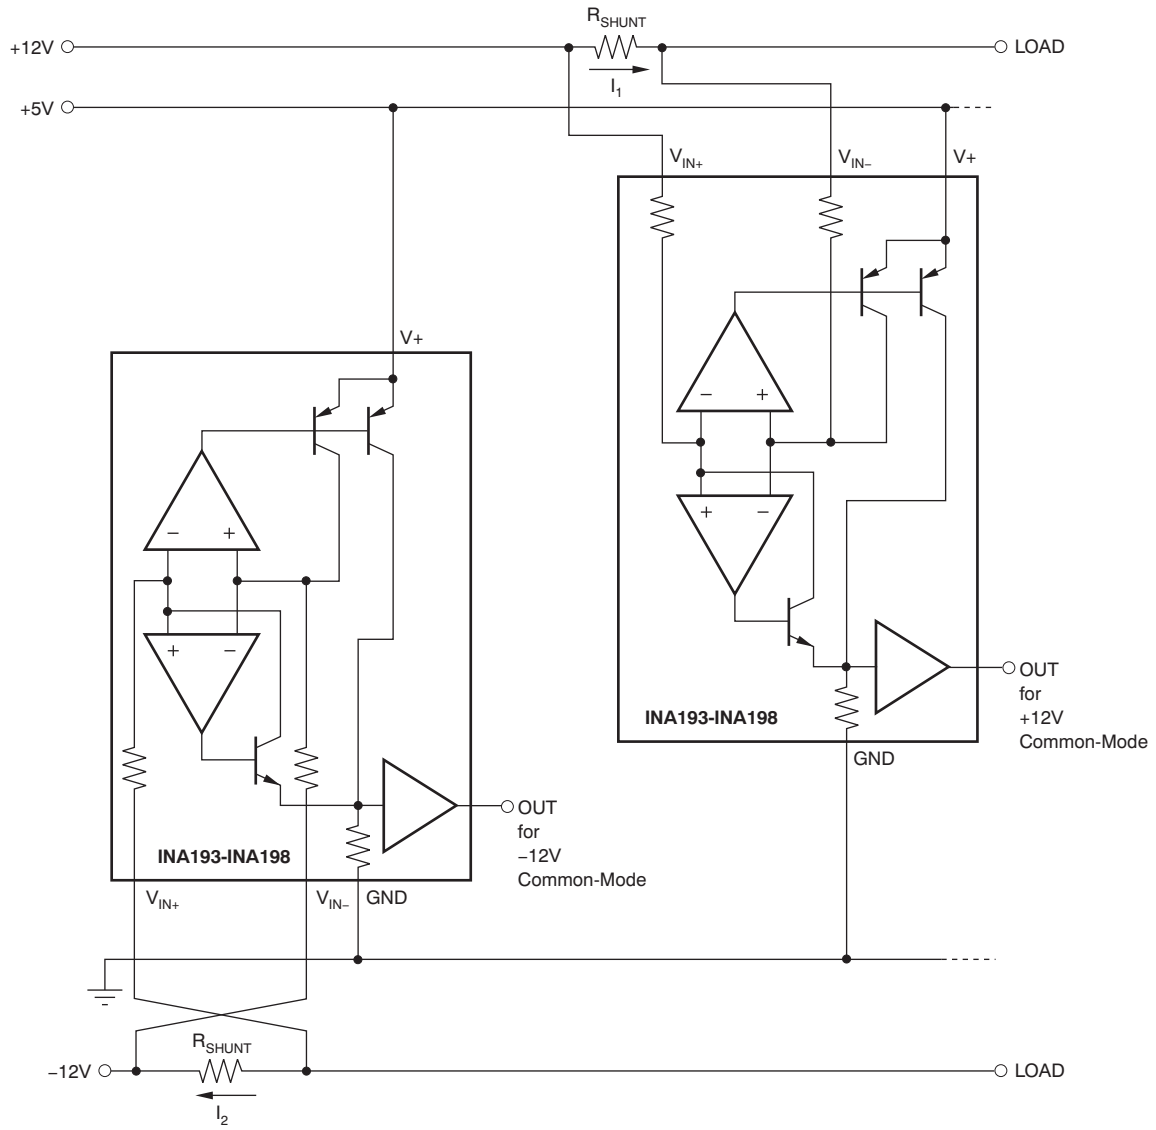 R_SHUNT
+12V
LOAD
I_1
+5V
V_IN+
V_IN−
V+
V+
− +
− +
+ −
+ −
OUT
for
+12V
Common-Mode
INA193-INA198
GND
OUT
for
−12V
Common-Mode
INA193-INA198
V_IN+
V_IN−
GND
R_SHUNT
−12V
LOAD
I_2